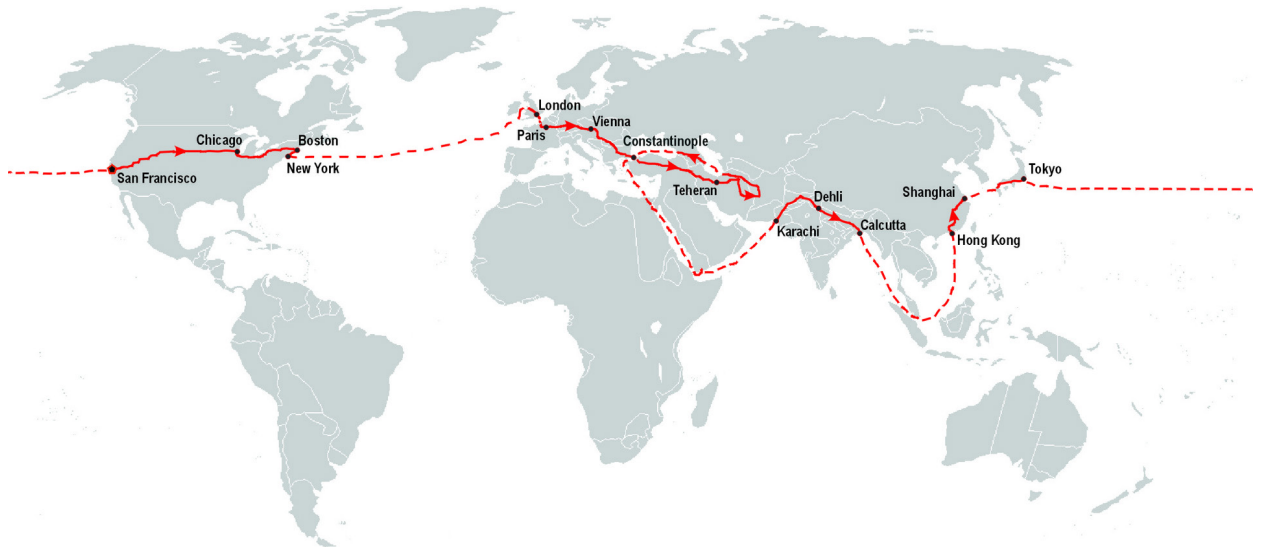 London
Vienna
Paris
Chicago
Boston
Constantinople
New York
San Francisco
Tokyo
Teheran
Shanghai
Dehli
Karachi
Calcutta
Hong Kong